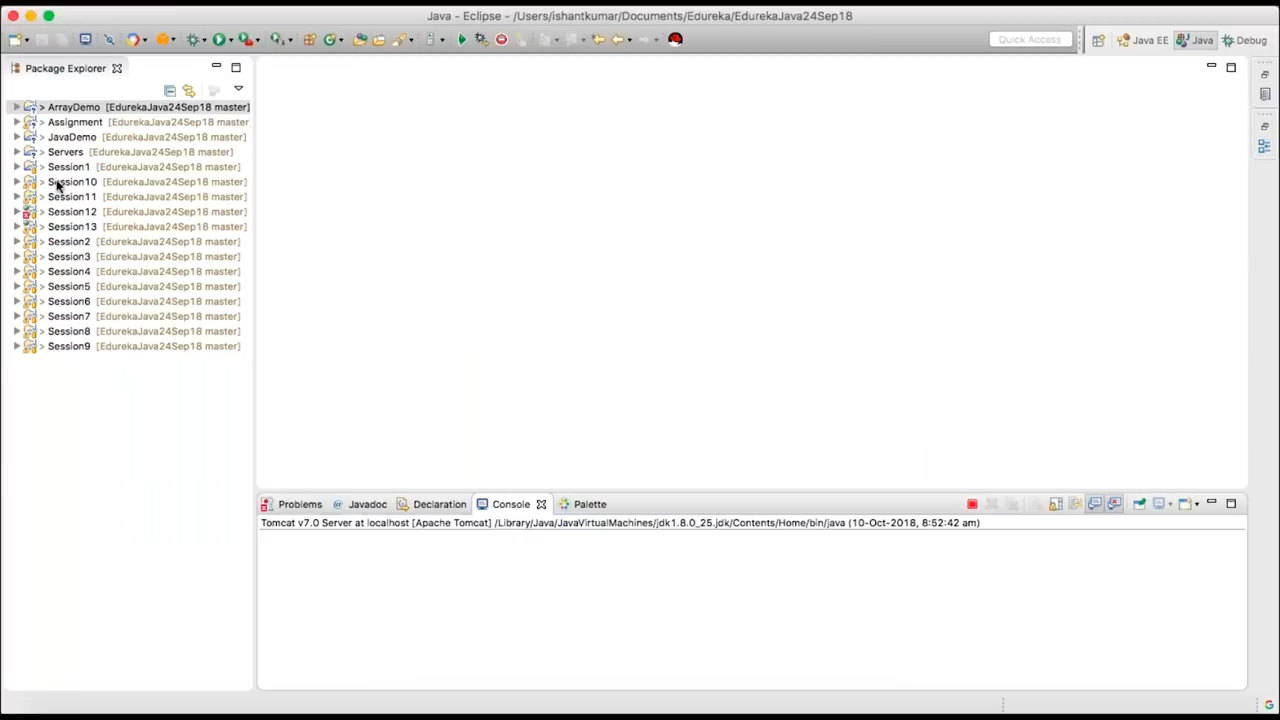 Java - Eclipse - /Users/ishantkumar/Documents/Edureka/EdurekaJava24Sep18
Quick Access
Java EE
Java
Debug
Package Explorer
> ArrayDemo [EdurekaJava24Sep18 master]
> Assignment [EdurekaJava24Sep18 master
> JavaDemo [EdurekaJava24Sep18 master]
> Servers [EdurekaJava24Sep18 master]
> Session1 [EdurekaJava24Sep18 master]
> Session10 [EdurekaJava24Sep18 master]
> Session11 [EdurekaJava24Sep18 master]
> Session12 [EdurekaJava24Sep18 master]
> Session13 [EdurekaJava24Sep18 master]
> Session2 [EdurekaJava24Sep18 master]
> Session3 [EdurekaJava24Sep18 master]
> Session4 [EdurekaJava24Sep18 master]
> Session5 [EdurekaJava24Sep18 master]
> Session6 [EdurekaJava24Sep18 master]
> Session7 [EdurekaJava24Sep18 master]
> Session8 [EdurekaJava24Sep18 master]
> Session9 [EdurekaJava24Sep18 master]
Problems @ Javadoc Declaration Console Palette
Tomcat v7.0 Server at localhost [Apache Tomcat] /Library/Java/JavaVirtualMachines/jdk1.8.0_25.jdk/Contents/Home/bin/java (10-Oct-2018, 8:52:42 am)